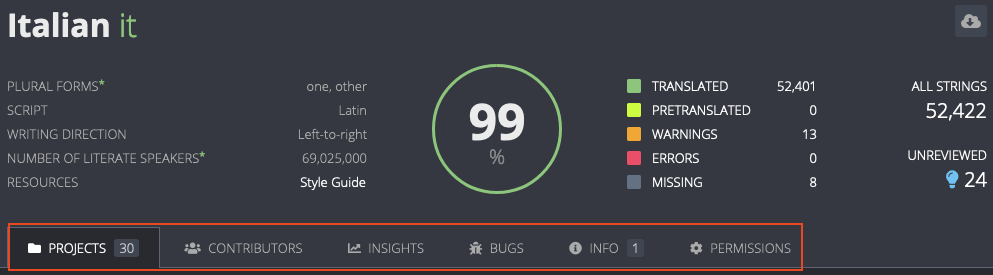 Italian it
PLURAL FORMS* one, other
SCRIPT Latin
WRITING DIRECTION Left-to-right
NUMBER OF LITERATE SPEAKERS* 69,025,000
RESOURCES Style Guide
99
%
TRANSLATED 52,401
PRETRANSLATED 0
WARNINGS 13
ERRORS 0
MISSING 8
ALL STRINGS
52,422
UNREVIEWED
24
PROJECTS 30 CONTRIBUTORS INSIGHTS BUGS INFO 1 PERMISSIONS